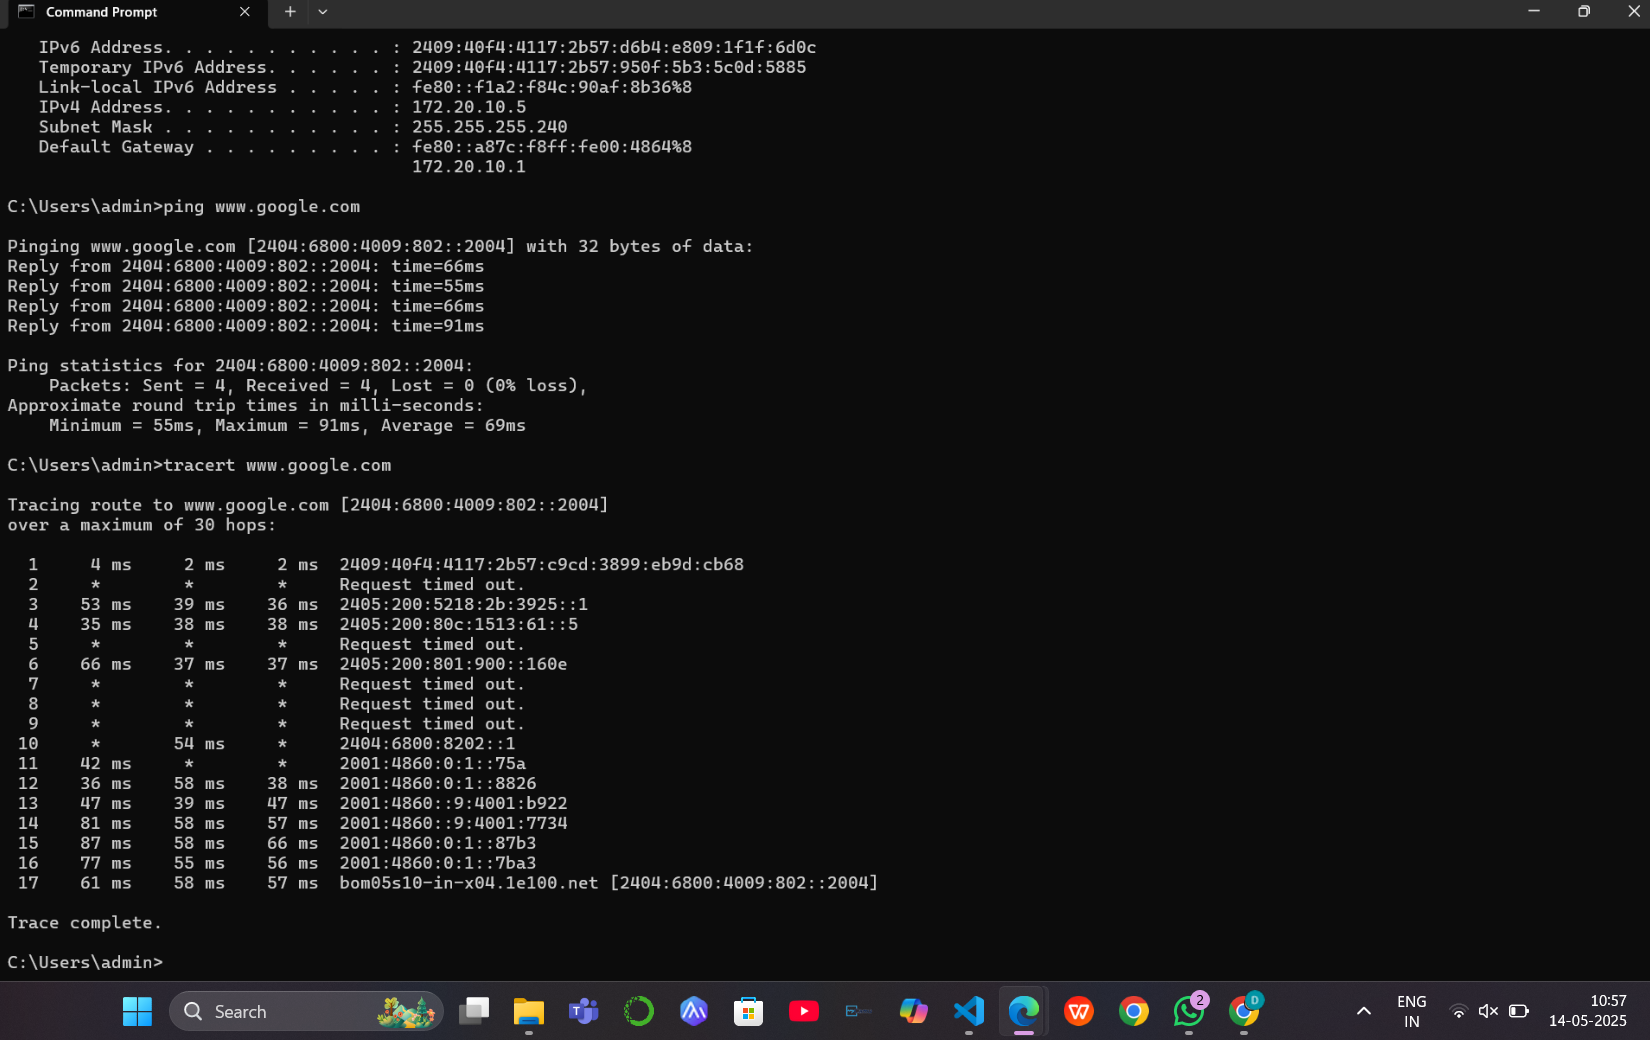 Command Prompt
IPv6 Address. . . . . . . . . . . : 2409:40f4:4117:2b57:d6b4:e809:1f1f:6d0c
Temporary IPv6 Address. . . . . . : 2409:40f4:4117:2b57:950f:5b3:5c0d:5885
Link-local IPv6 Address . . . . . : fe80::f1a2:f84c:90af:8b36%8
IPv4 Address. . . . . . . . . . . : 172.20.10.5
Subnet Mask . . . . . . . . . . . : 255.255.255.240
Default Gateway . . . . . . . . . : fe80::a87c:f8ff:fe00:4864%8
172.20.10.1
C:\Users\admin>ping www.google.com
Pinging www.google.com [2404:6800:4009:802::2004] with 32 bytes of data:
Reply from 2404:6800:4009:802::2004: time=66ms
Reply from 2404:6800:4009:802::2004: time=55ms
Reply from 2404:6800:4009:802::2004: time=66ms
Reply from 2404:6800:4009:802::2004: time=91ms
Ping statistics for 2404:6800:4009:802::2004:
Packets: Sent = 4, Received = 4, Lost = 0 (0% loss),
Approximate round trip times in milli-seconds:
Minimum = 55ms, Maximum = 91ms, Average = 69ms
C:\Users\admin>tracert www.google.com
Tracing route to www.google.com [2404:6800:4009:802::2004]
over a maximum of 30 hops:
1 4 ms 2 ms 2 ms 2409:40f4:4117:2b57:c9cd:3899:eb9d:cb68
2 * * * Request timed out.
3 53 ms 39 ms 36 ms 2405:200:5218:2b:3925::1
4 35 ms 38 ms 38 ms 2405:200:80c:1513:61::5
5 * * * Request timed out.
6 66 ms 37 ms 37 ms 2405:200:801:900::160e
7 * * * Request timed out.
8 * * * Request timed out.
9 * * * Request timed out.
10 * 54 ms * 2404:6800:8202::1
11 42 ms * * 2001:4860:0:1::75a
12 36 ms 58 ms 38 ms 2001:4860:0:1::8826
13 47 ms 39 ms 47 ms 2001:4860::9:4001:b922
14 81 ms 58 ms 57 ms 2001:4860::9:4001:7734
15 87 ms 58 ms 66 ms 2001:4860:0:1::87b3
16 77 ms 55 ms 56 ms 2001:4860:0:1::7ba3
17 61 ms 58 ms 57 ms bom05s10-in-x04.1e100.net [2404:6800:4009:802::2004]
Trace complete.
C:\Users\admin>
Search
2
D
ENG
IN
10:57
14-05-2025